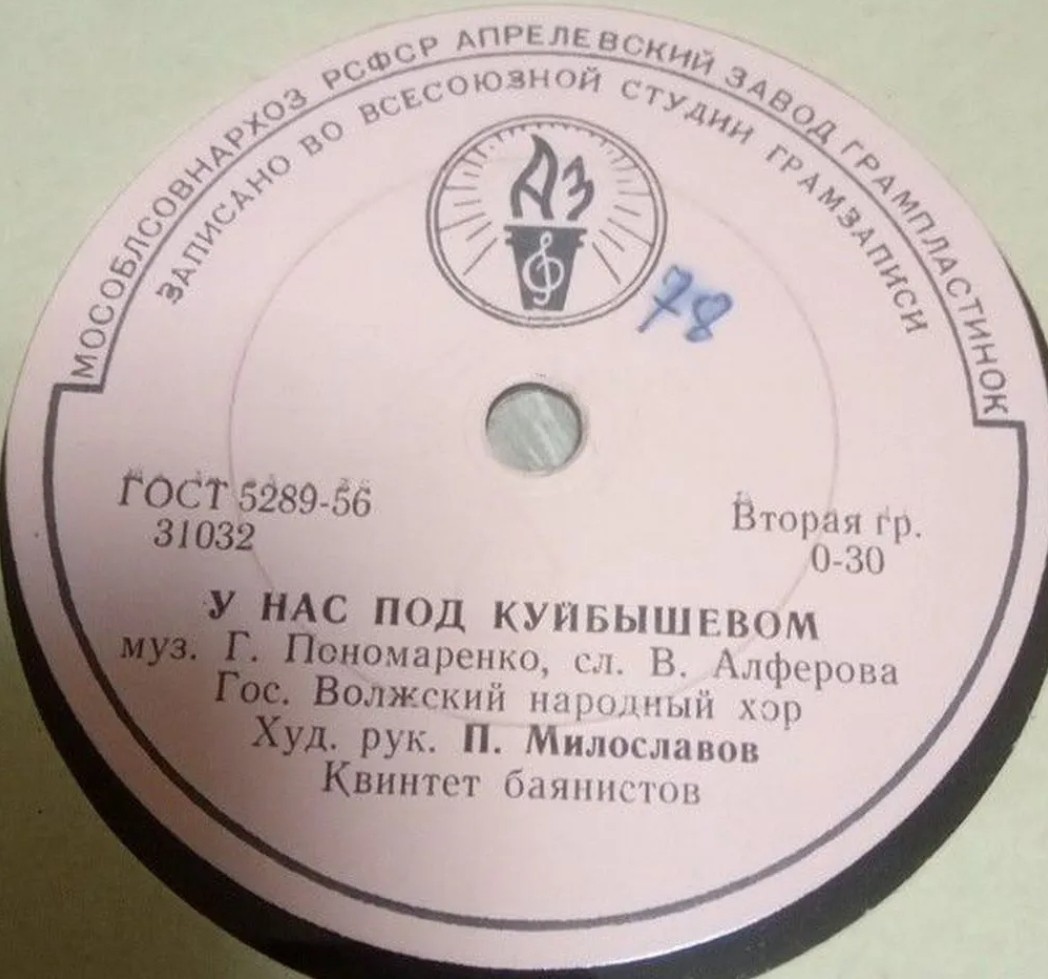 МОСОБЛСОВНАРХОЗ РСФСР АПРЕЛЕВСКИЙ ЗАВОД ГРАМПЛАСТИНОК
ЗАПИСАНО ВО ВСЕСОЮЗНОЙ СТУДИИ ГРАМЗАПИСИ
АЗ
78
ГОСТ 5289-56
31032
Вторая гр.
0-30
У НАС ПОД КУЙБЫШЕВОМ
муз. Г. Пономаренко, сл. В. Алферова
Гос. Волжский народный хор
Худ. рук. П. Милославов
Квинтет баянистов